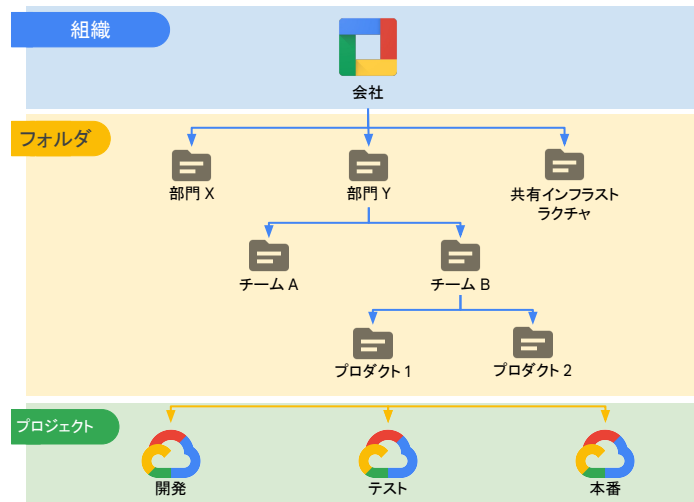 組織
会社
フォルダ
部門 X
部門 Y
共有インフラスト
ラクチャ
チーム A
チーム B
プロダクト 1
プロダクト 2
プロジェクト
開発
テスト
本番